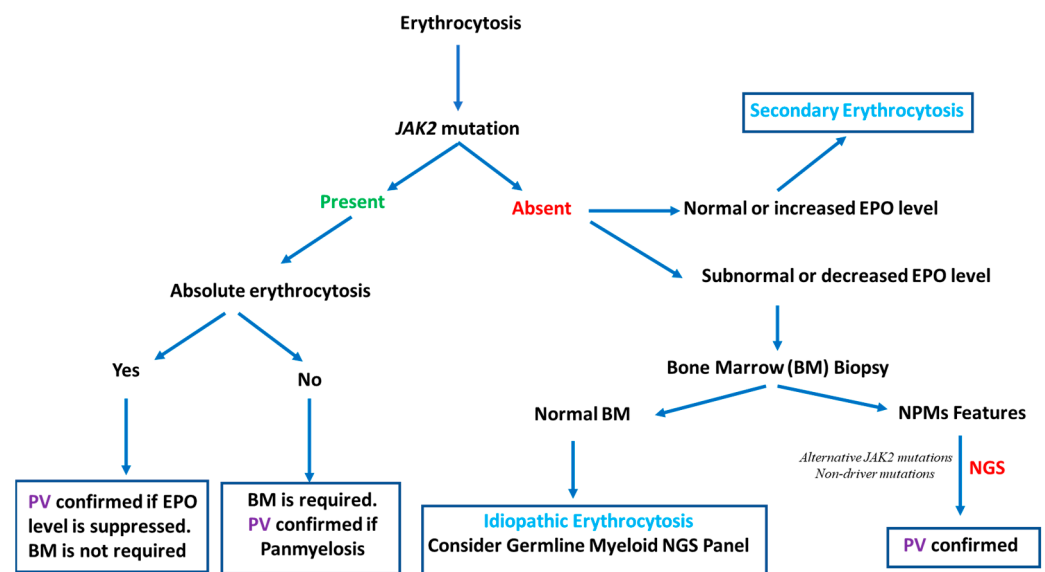 Erythrocytosis
JAK2 mutation
Secondary Erythrocytosis
Present
Absent
Normal or increased EPO level
Subnormal or decreased EPO level
Absolute erythrocytosis
Yes
No
Bone Marrow (BM) Biopsy
Normal BM
NPMs Features
Alternative JAK2 mutations
Non-driver mutations
NGS
PV confirmed if EPO
level is suppressed.
BM is not required
BM is required.
PV confirmed if
Panmyelosis
Idiopathic Erythrocytosis
Consider Germline Myeloid NGS Panel
PV confirmed